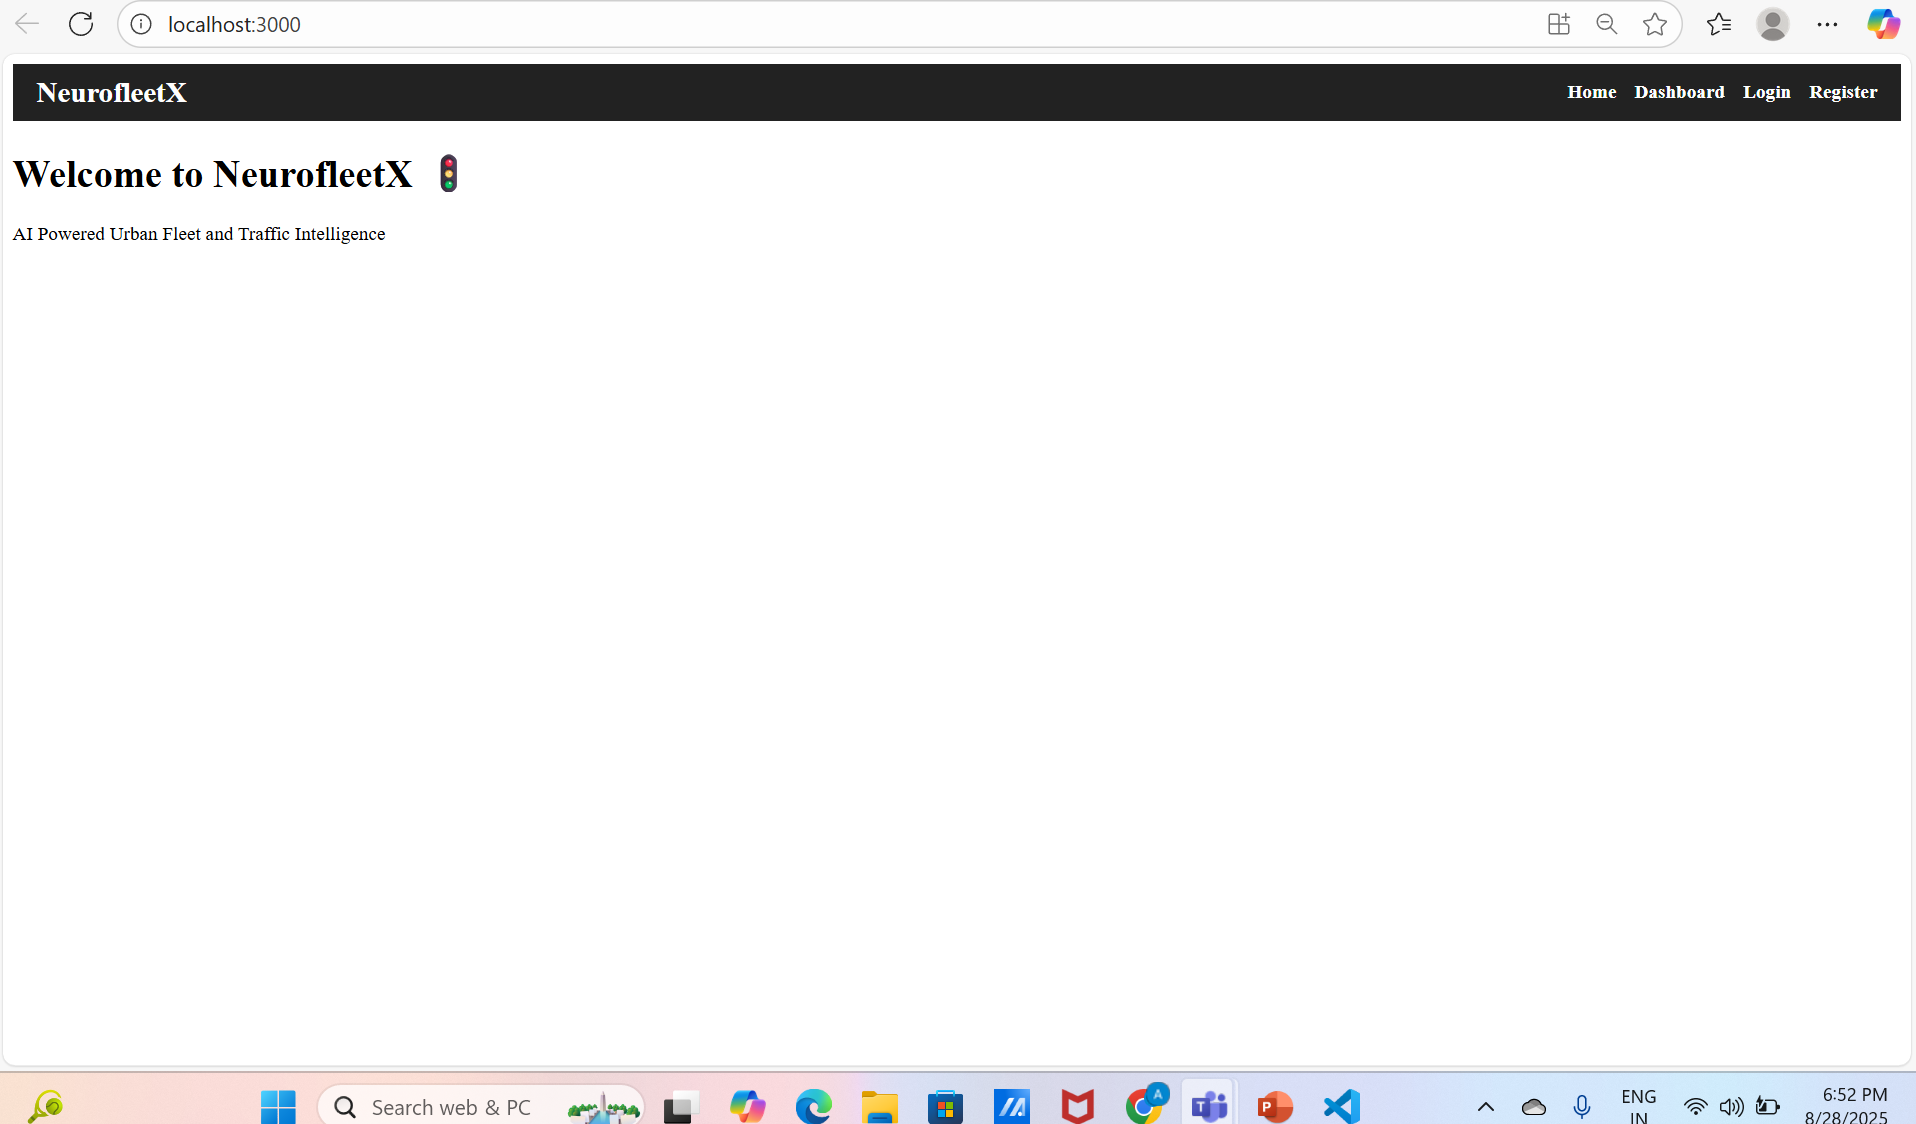 localhost:3000
NeurofleetX
Home Dashboard Login Register
Welcome to NeurofleetX 🚦
AI Powered Urban Fleet and Traffic Intelligence
Search web & PC
A
P
ENG
IN
6:52 PM
8/28/2025